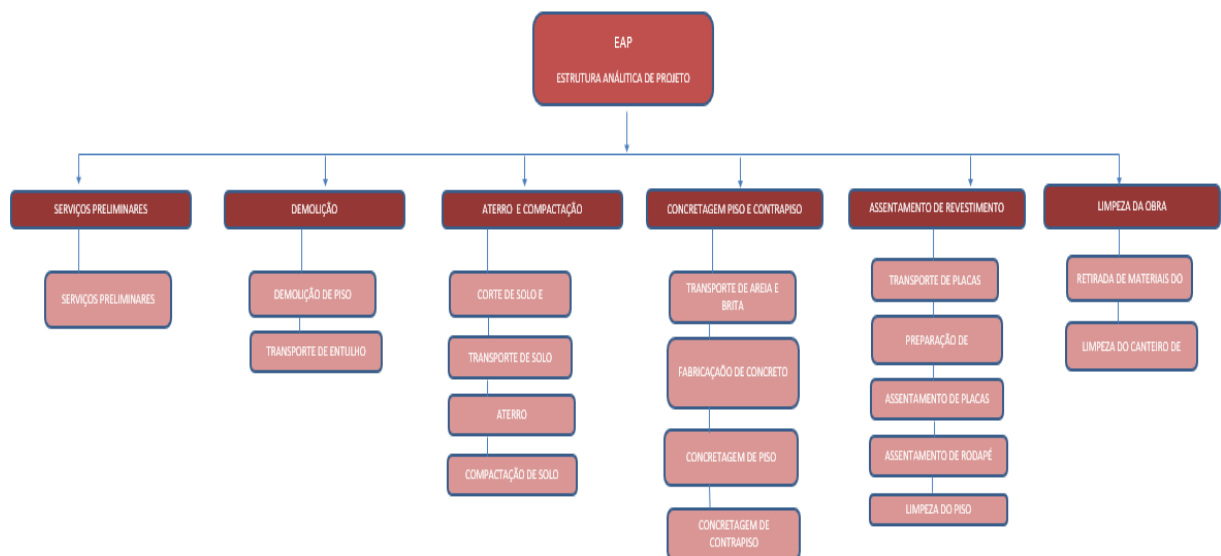 EAP
ESTRUTURA ANÁLITICA DE PROJETO
SERVIÇOS PRELIMINARES
SERVIÇOS PRELIMINARES
DEMOLIÇÃO
DEMOLIÇÃO DE PISO
TRANSPORTE DE ENTULHO
ATERRO E COMPACTAÇÃO
CORTE DE SOLO E
TRANSPORTE DE SOLO
ATERRO
COMPACTAÇÃO DE SOLO
CONCRETAGEM PISO E CONTRAPISO
TRANSPORTE DE AREIA E
BRITA
FABRICAÇAÕO DE CONCRETO
CONCRETAGEM DE PISO
CONCRETAGEM DE
CONTRAPISO
ASSENTAMENTO DE REVESTIMENTO
TRANSPORTE DE PLACAS
PREPARAÇÃO DE
ASSENTAMENTO DE PLACAS
ASSENTAMENTO DE RODAPÉ
LIMPEZA DO PISO
LIMPEZA DA OBRA
RETIRADA DE MATERIAIS DO
LIMPEZA DO CANTEIRO DE